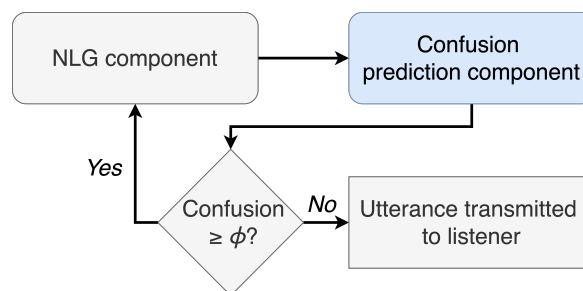 NLG component
Confusion
prediction component
Yes
Confusion
≥ ϕ?
No
Utterance transmitted
to listener